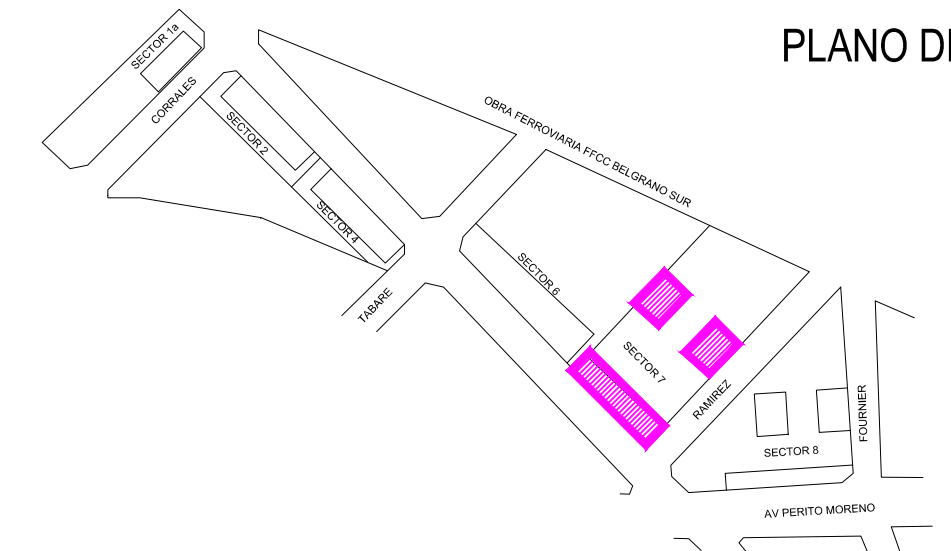 PLANO DE
SECTOR 1a
CORRALES
SECTOR 2
OBRA FERROVIARIA FFCC BELGRANO SUR
SECTOR 4
SECTOR 6
TABARE
SECTOR 7
RAMIREZ
FOURNIER
SECTOR 8
AV PERITO MORENO